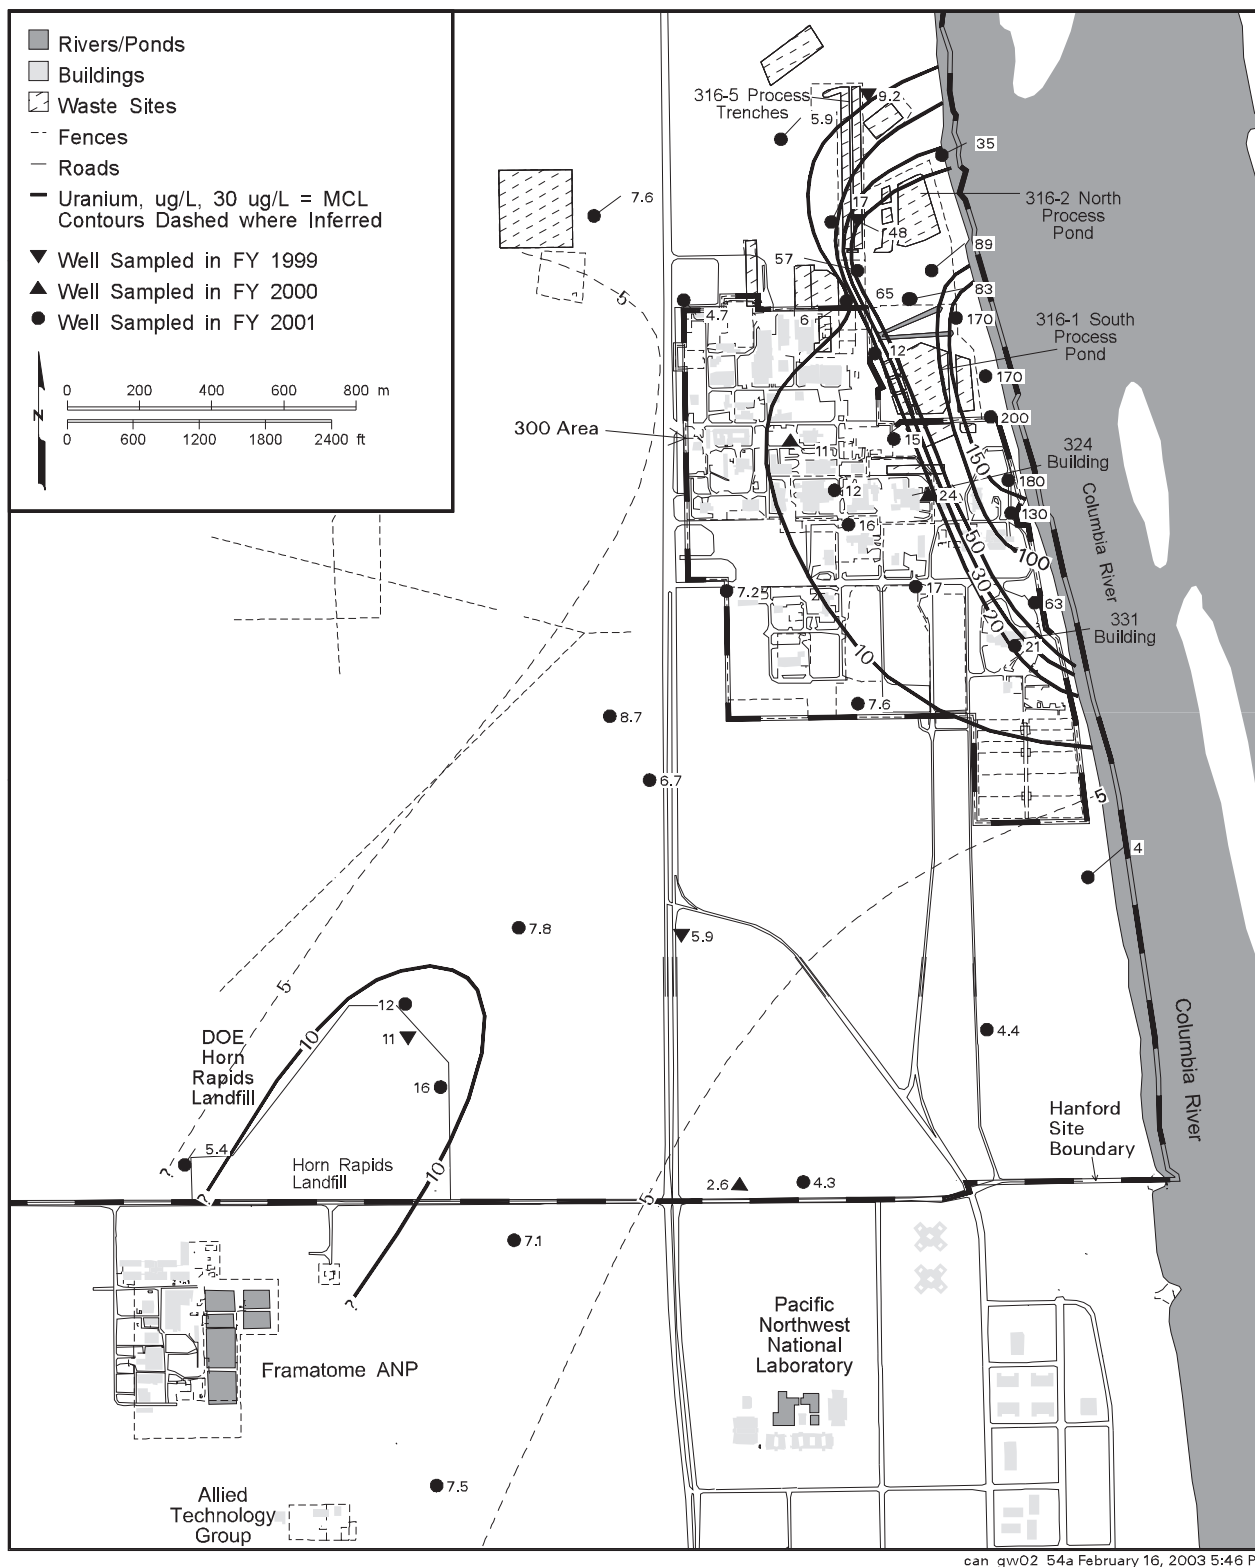 Rivers/Ponds
Buildings
Waste Sites
Fences
Roads
Uranium, ug/L, 30 ug/L = MCL
Contours Dashed where Inferred
Well Sampled in FY 1999
Well Sampled in FY 2000
Well Sampled in FY 2001
N
0 200 400 600 800 m
0 600 1200 1800 2400 ft
316-5 Process
Trenches
9.2
5.9
35
7.6
17
316-2 North
Process
Pond
48
57
89
65
83
5
4.7
6
170
316-1 South
Process
Pond
12
170
200
300 Area
11
15
324
Building
150
12
24
180
130
16
50
100
Columbia River
30
7.2
17
63
20
331
Building
21
10
7.6
8.7
6.7
5
4
7.8
5.9
5
12
10
11
4.4
DOE
Horn
Rapids
Landfill
16
Columbia River
Hanford
Site
Boundary
5.4
?
Horn Rapids
Landfill
10
?
2.6
4.3
5
7.1
?
Pacific
Northwest
National
Laboratory
Framatome ANP
7.5
Allied
Technology
Group
can_gw02_54a February 16, 2003 5:46 P